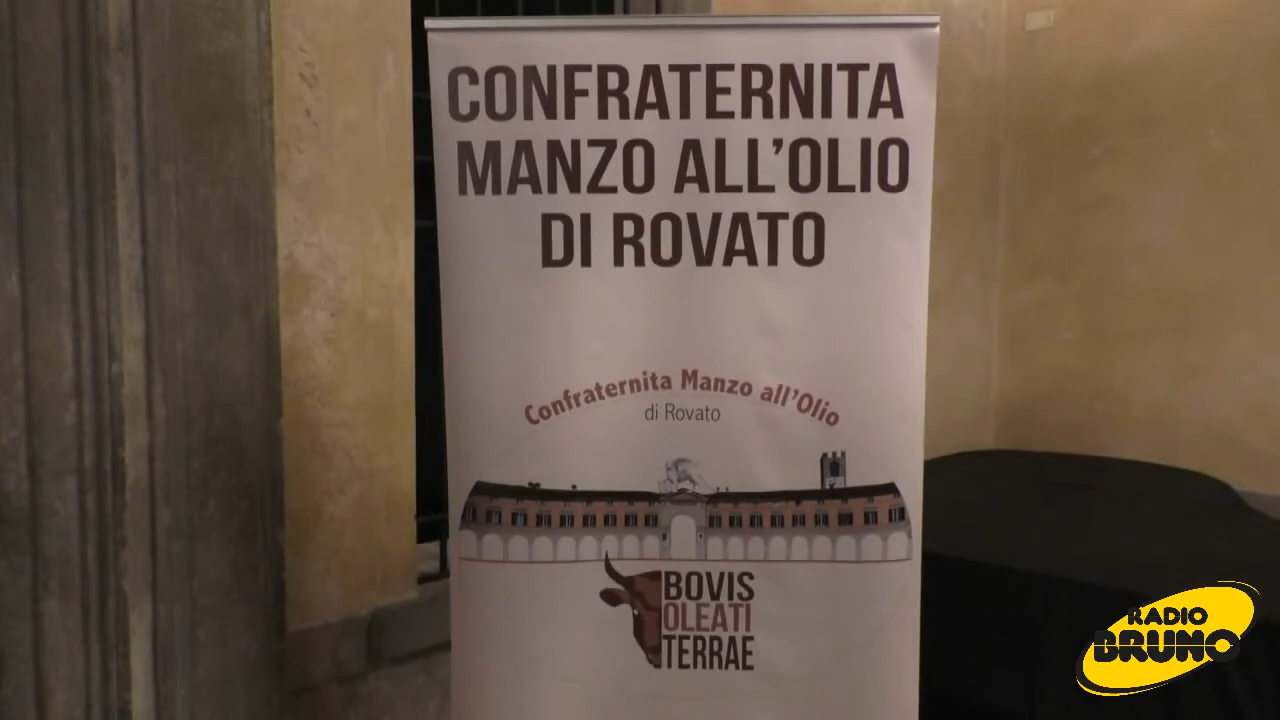 CONFRATERNITA
MANZO ALL'OLIO
DI ROVATO
Confraternita Manzo all'Olio
di Rovato
BOVIS
OLEATI
TERRAE
RADIO
BRUNO